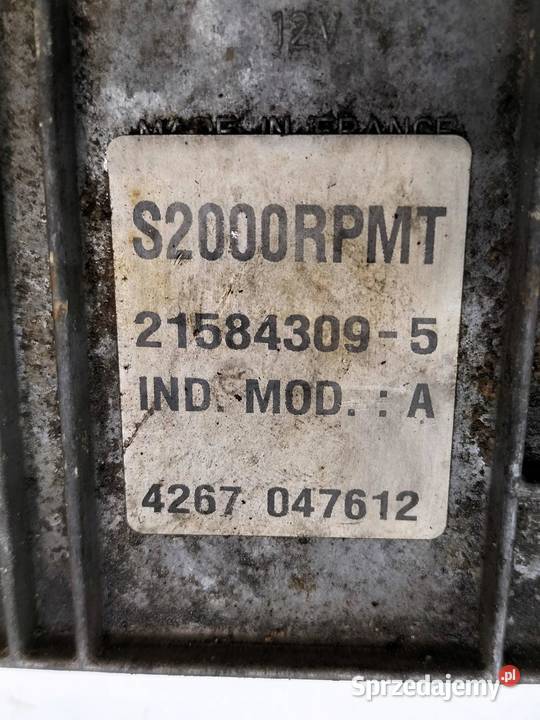 12V
MADE IN FRANCE
S2000RPMT
21584309-5
IND. MOD. : A
4267 047612
Sprzedajemy.pl